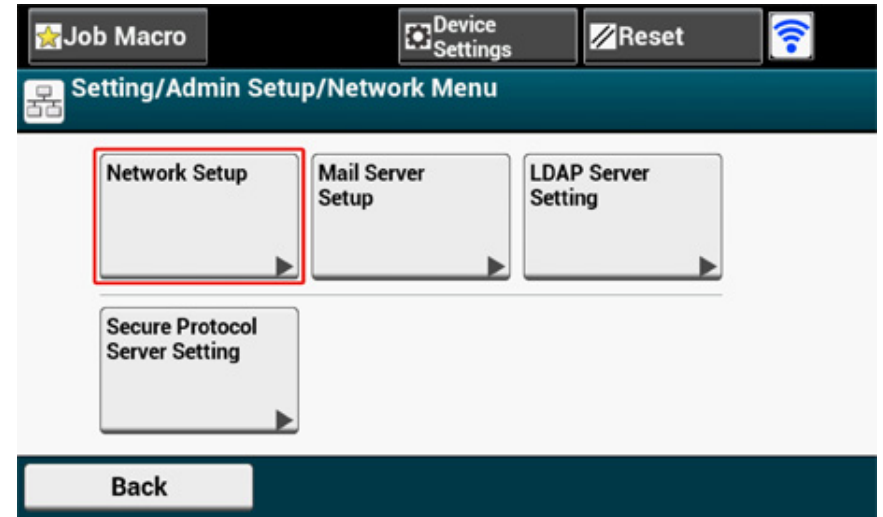 Job Macro
Device
Settings
Reset
Setting/Admin Setup/Network Menu
Network Setup
Mail Server
Setup
LDAP Server
Setting
Secure Protocol
Server Setting
Back